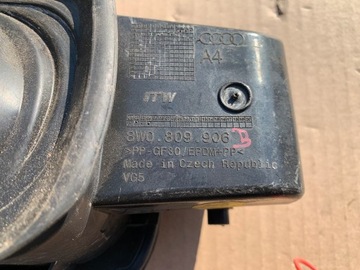 A4
ITW
8W0.809.906 B
>PP-GF30/EPDM+PP<
Made in Czech Republic
VG5